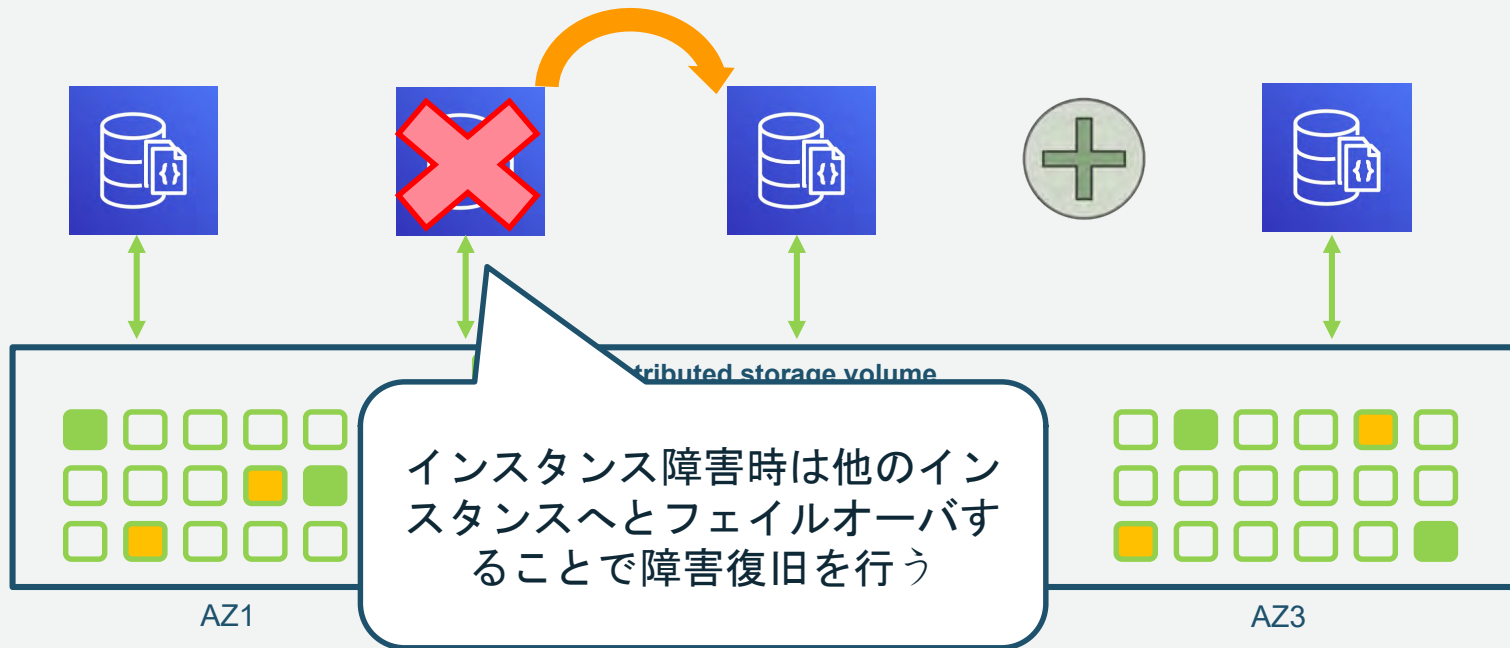 {}
{}
{}
tributed storage volume
インスタンス障害時は他のイン
スタンスへとフェイルオーバす
ることで障害復旧を行う
AZ1
AZ3